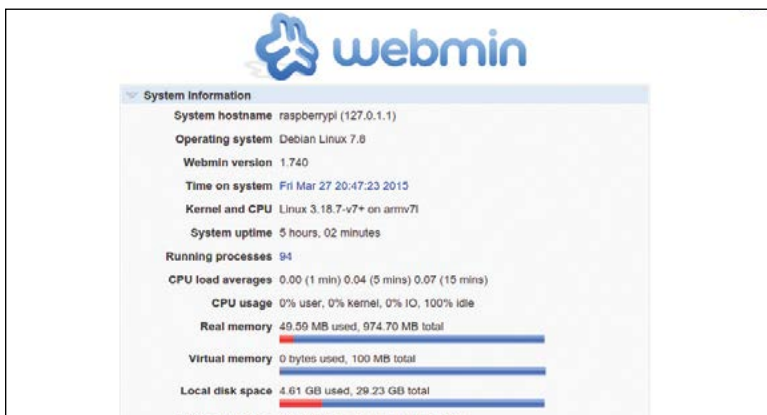 webmin
System Information
System hostname raspberrypi (127.0.1.1)
Operating system Debian Linux 7.8
Webmin version 1.740
Time on system Fri Mar 27 20:47:23 2015
Kernel and CPU Linux 3.18.7-v7+ on armv7l
System uptime 5 hours, 02 minutes
Running processes 94
CPU load averages 0.00 (1 min) 0.04 (5 mins) 0.07 (15 mins)
CPU usage 0% user, 0% kernel, 0% IO, 100% idle
Real memory 49.59 MB used, 974.70 MB total
Virtual memory 0 bytes used, 100 MB total
Local disk space 4.61 GB used, 29.23 GB total